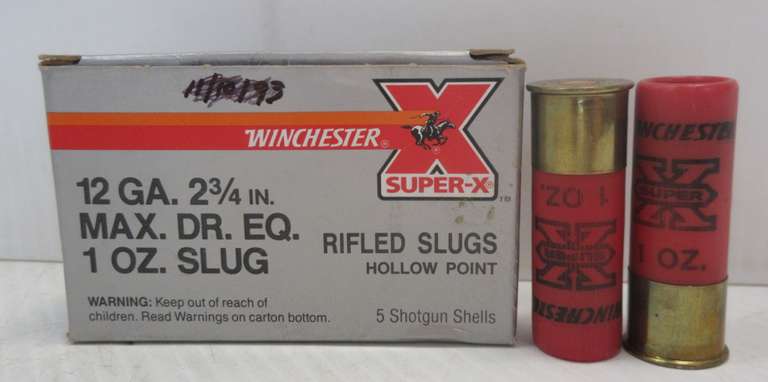 WINCHESTER®
X
SUPER-X®
TM
12 GA. 2¾ IN.
MAX. DR. EQ.
1 OZ. SLUG
RIFLED SLUGS
HOLLOW POINT
WARNING: Keep out of reach of
children. Read Warnings on carton bottom.
5 Shotgun Shells
1 OZ.
WINCHESTER
WINCHESTER
SUPER
1 OZ.